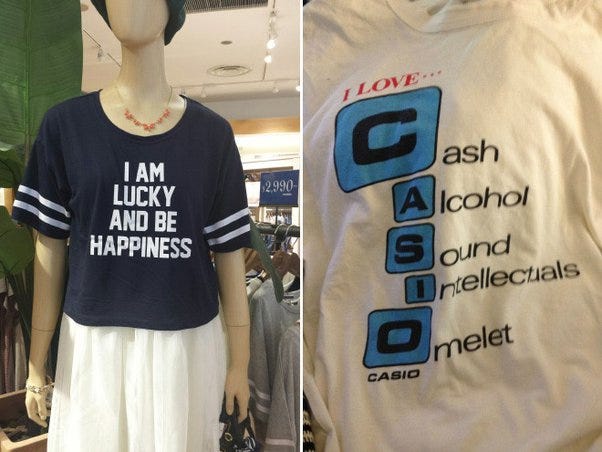 I AM
LUCKY
AND BE
HAPPINESS
2,990
I LOVE...
Cash
Alcohol
Sound
Intellectuals
Omelet
CASIO